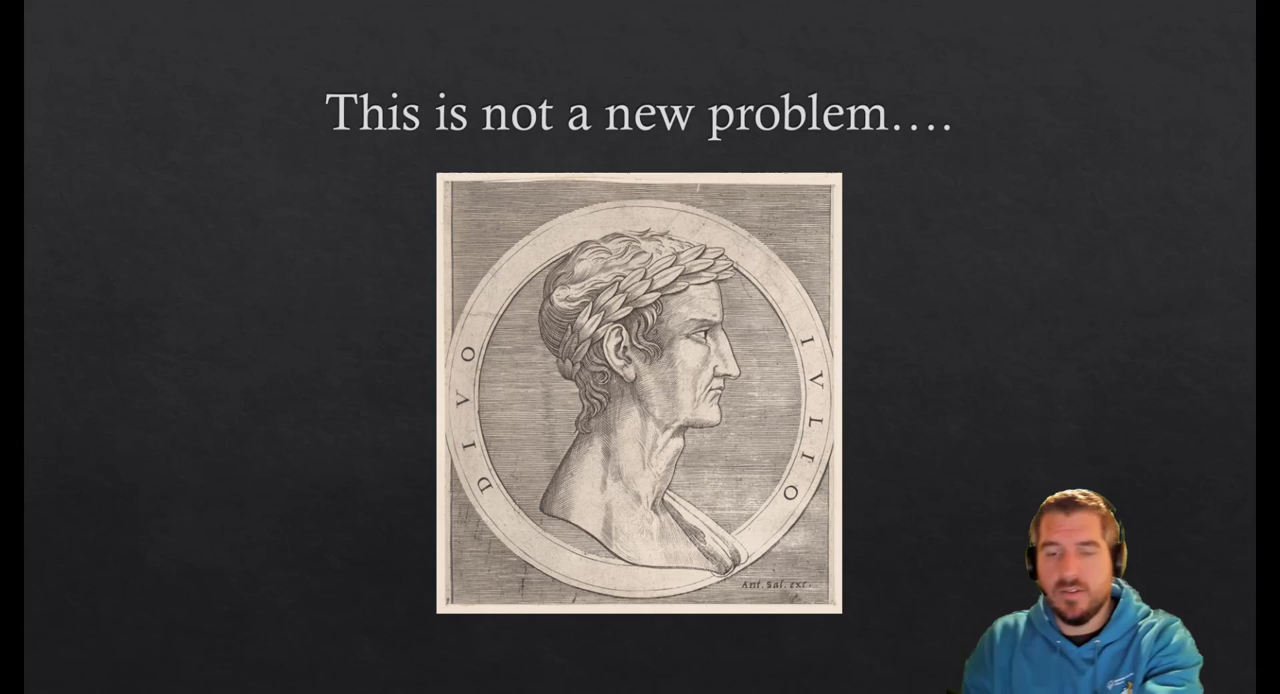 This is not a new problem....
DIVO IVLIO
Ant. Sal. exc.